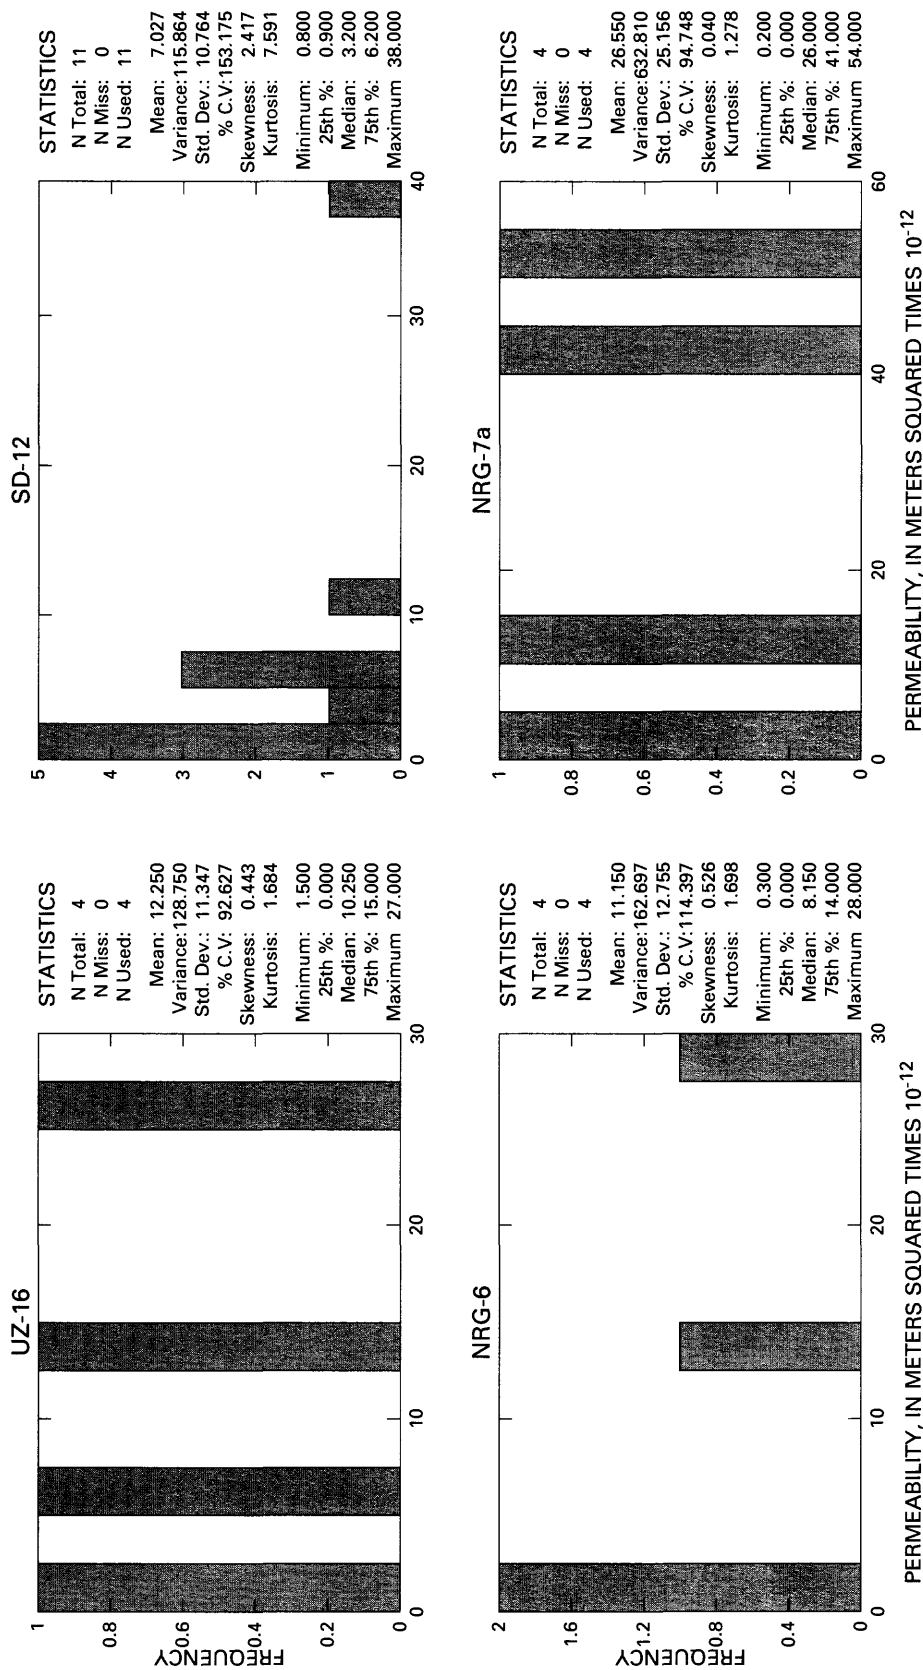 UZ-16
FREQUENCY
1
0.8
0.6
0.4
0.2
0
0 10 20 30
STATISTICS
N Total: 4
N Miss: 0
N Used: 4
Mean: 12.250
Variance: 128.750
Std. Dev.: 11.347
% C.V: 92.627
Skewness: 0.443
Kurtosis: 1.684
Minimum: 1.500
25th %: 0.000
Median: 10.250
75th %: 15.000
Maximum 27.000
SD-12
5
4
3
2
1
0
0 10 20 30 40
STATISTICS
N Total: 11
N Miss: 0
N Used: 11
Mean: 7.027
Variance: 115.864
Std. Dev.: 10.764
% C.V: 153.175
Skewness: 2.417
Kurtosis: 7.591
Minimum: 0.800
25th %: 0.900
Median: 3.200
75th %: 6.200
Maximum 38.000
NRG-6
FREQUENCY
2
1.6
1.2
0.8
0.4
0
0 10 20 30
PERMEABILITY, IN METERS SQUARED TIMES 10-12
STATISTICS
N Total: 4
N Miss: 0
N Used: 4
Mean: 11.150
Variance: 162.697
Std. Dev.: 12.755
% C.V: 114.397
Skewness: 0.526
Kurtosis: 1.698
Minimum: 0.300
25th %: 0.000
Median: 8.150
75th %: 14.000
Maximum 28.000
NRG-7a
1
0.8
0.6
0.4
0.2
0
0 20 40 60
PERMEABILITY, IN METERS SQUARED TIMES 10-12
STATISTICS
N Total: 4
N Miss: 0
N Used: 4
Mean: 26.550
Variance: 632.810
Std. Dev.: 25.156
% C.V: 94.748
Skewness: 0.040
Kurtosis: 1.278
Minimum: 0.200
25th %: 0.000
Median: 26.000
75th %: 41.000
Maximum 54.000